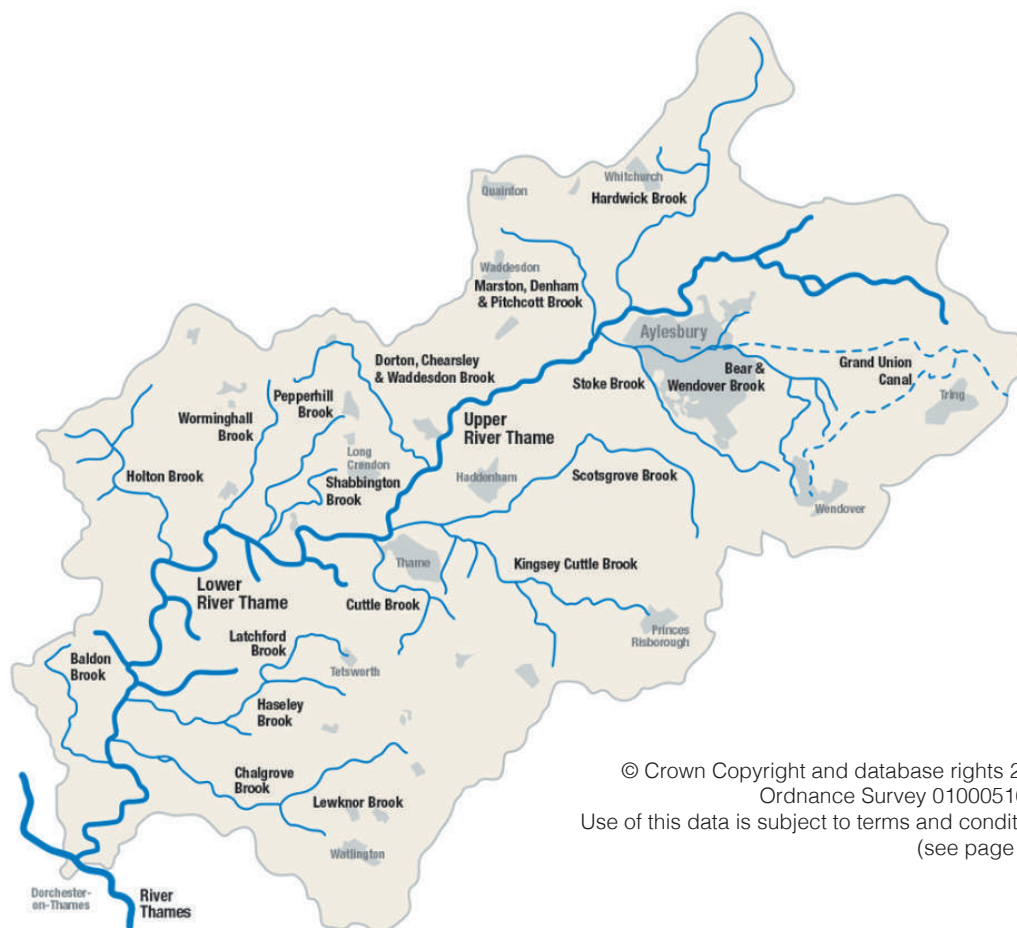 Whitchurch
Hardwick Brook
Quainton
Waddesdon
Marston, Denham
& Pitchcott Brook
Aylesbury
Bear &
Wendover Brook
Grand Union
Canal
Tring
Stoke Brook
Dorton, Chearsley
& Waddesdon Brook
Pepperhill
Brook
Worminghall
Brook
Upper
River Thame
Long
Crendon
Shabbington
Brook
Holton Brook
Haddenham
Scotsgrove Brook
Wendover
Thame
Kingsey Cuttle Brook
Lower
River Thame
Cuttle Brook
Princes
Risborough
Latchford
Brook
Baldon
Brook
Tetsworth
Haseley
Brook
Chalgrove
Brook
Lewknor Brook
Watlington
Dorchester-
on-Thames
River
Thames
© Crown Copyright and database rights 2
Ordnance Survey 0100051
Use of this data is subject to terms and condit
(see page